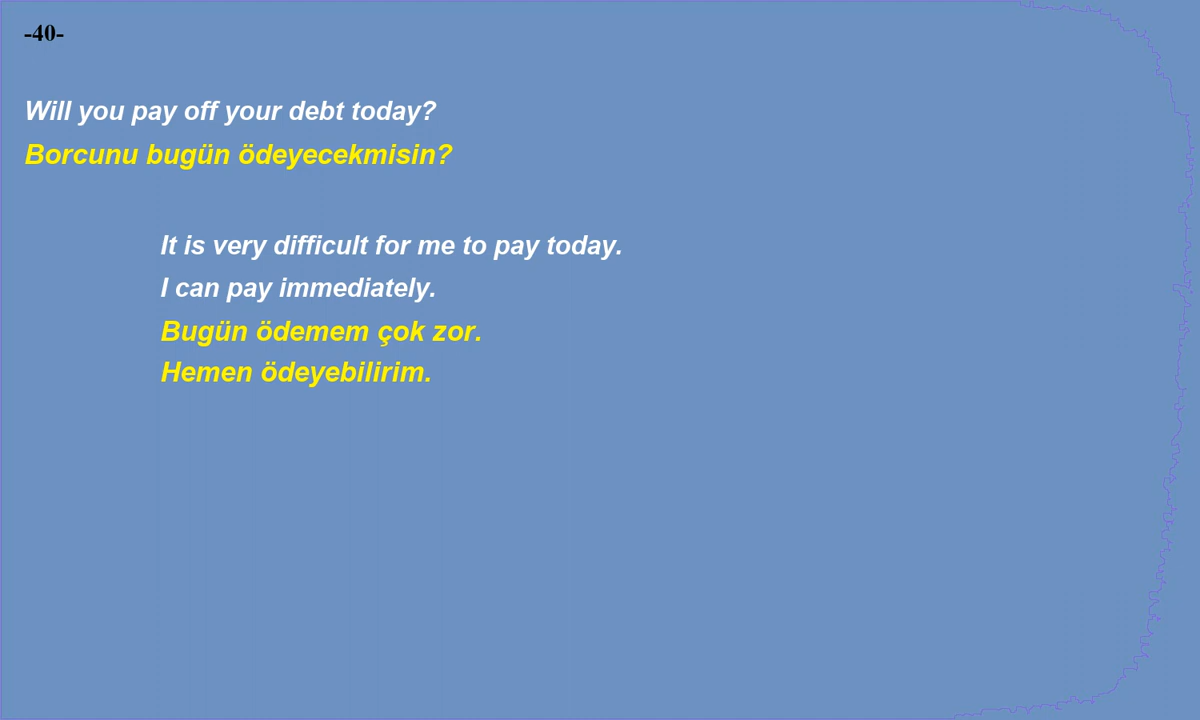 -40-
Will you pay off your debt today?
Borcunu bugün ödeyecekmisin?
It is very difficult for me to pay today.
I can pay immediately.
Bugün ödemem çok zor.
Hemen ödeyebilirim.